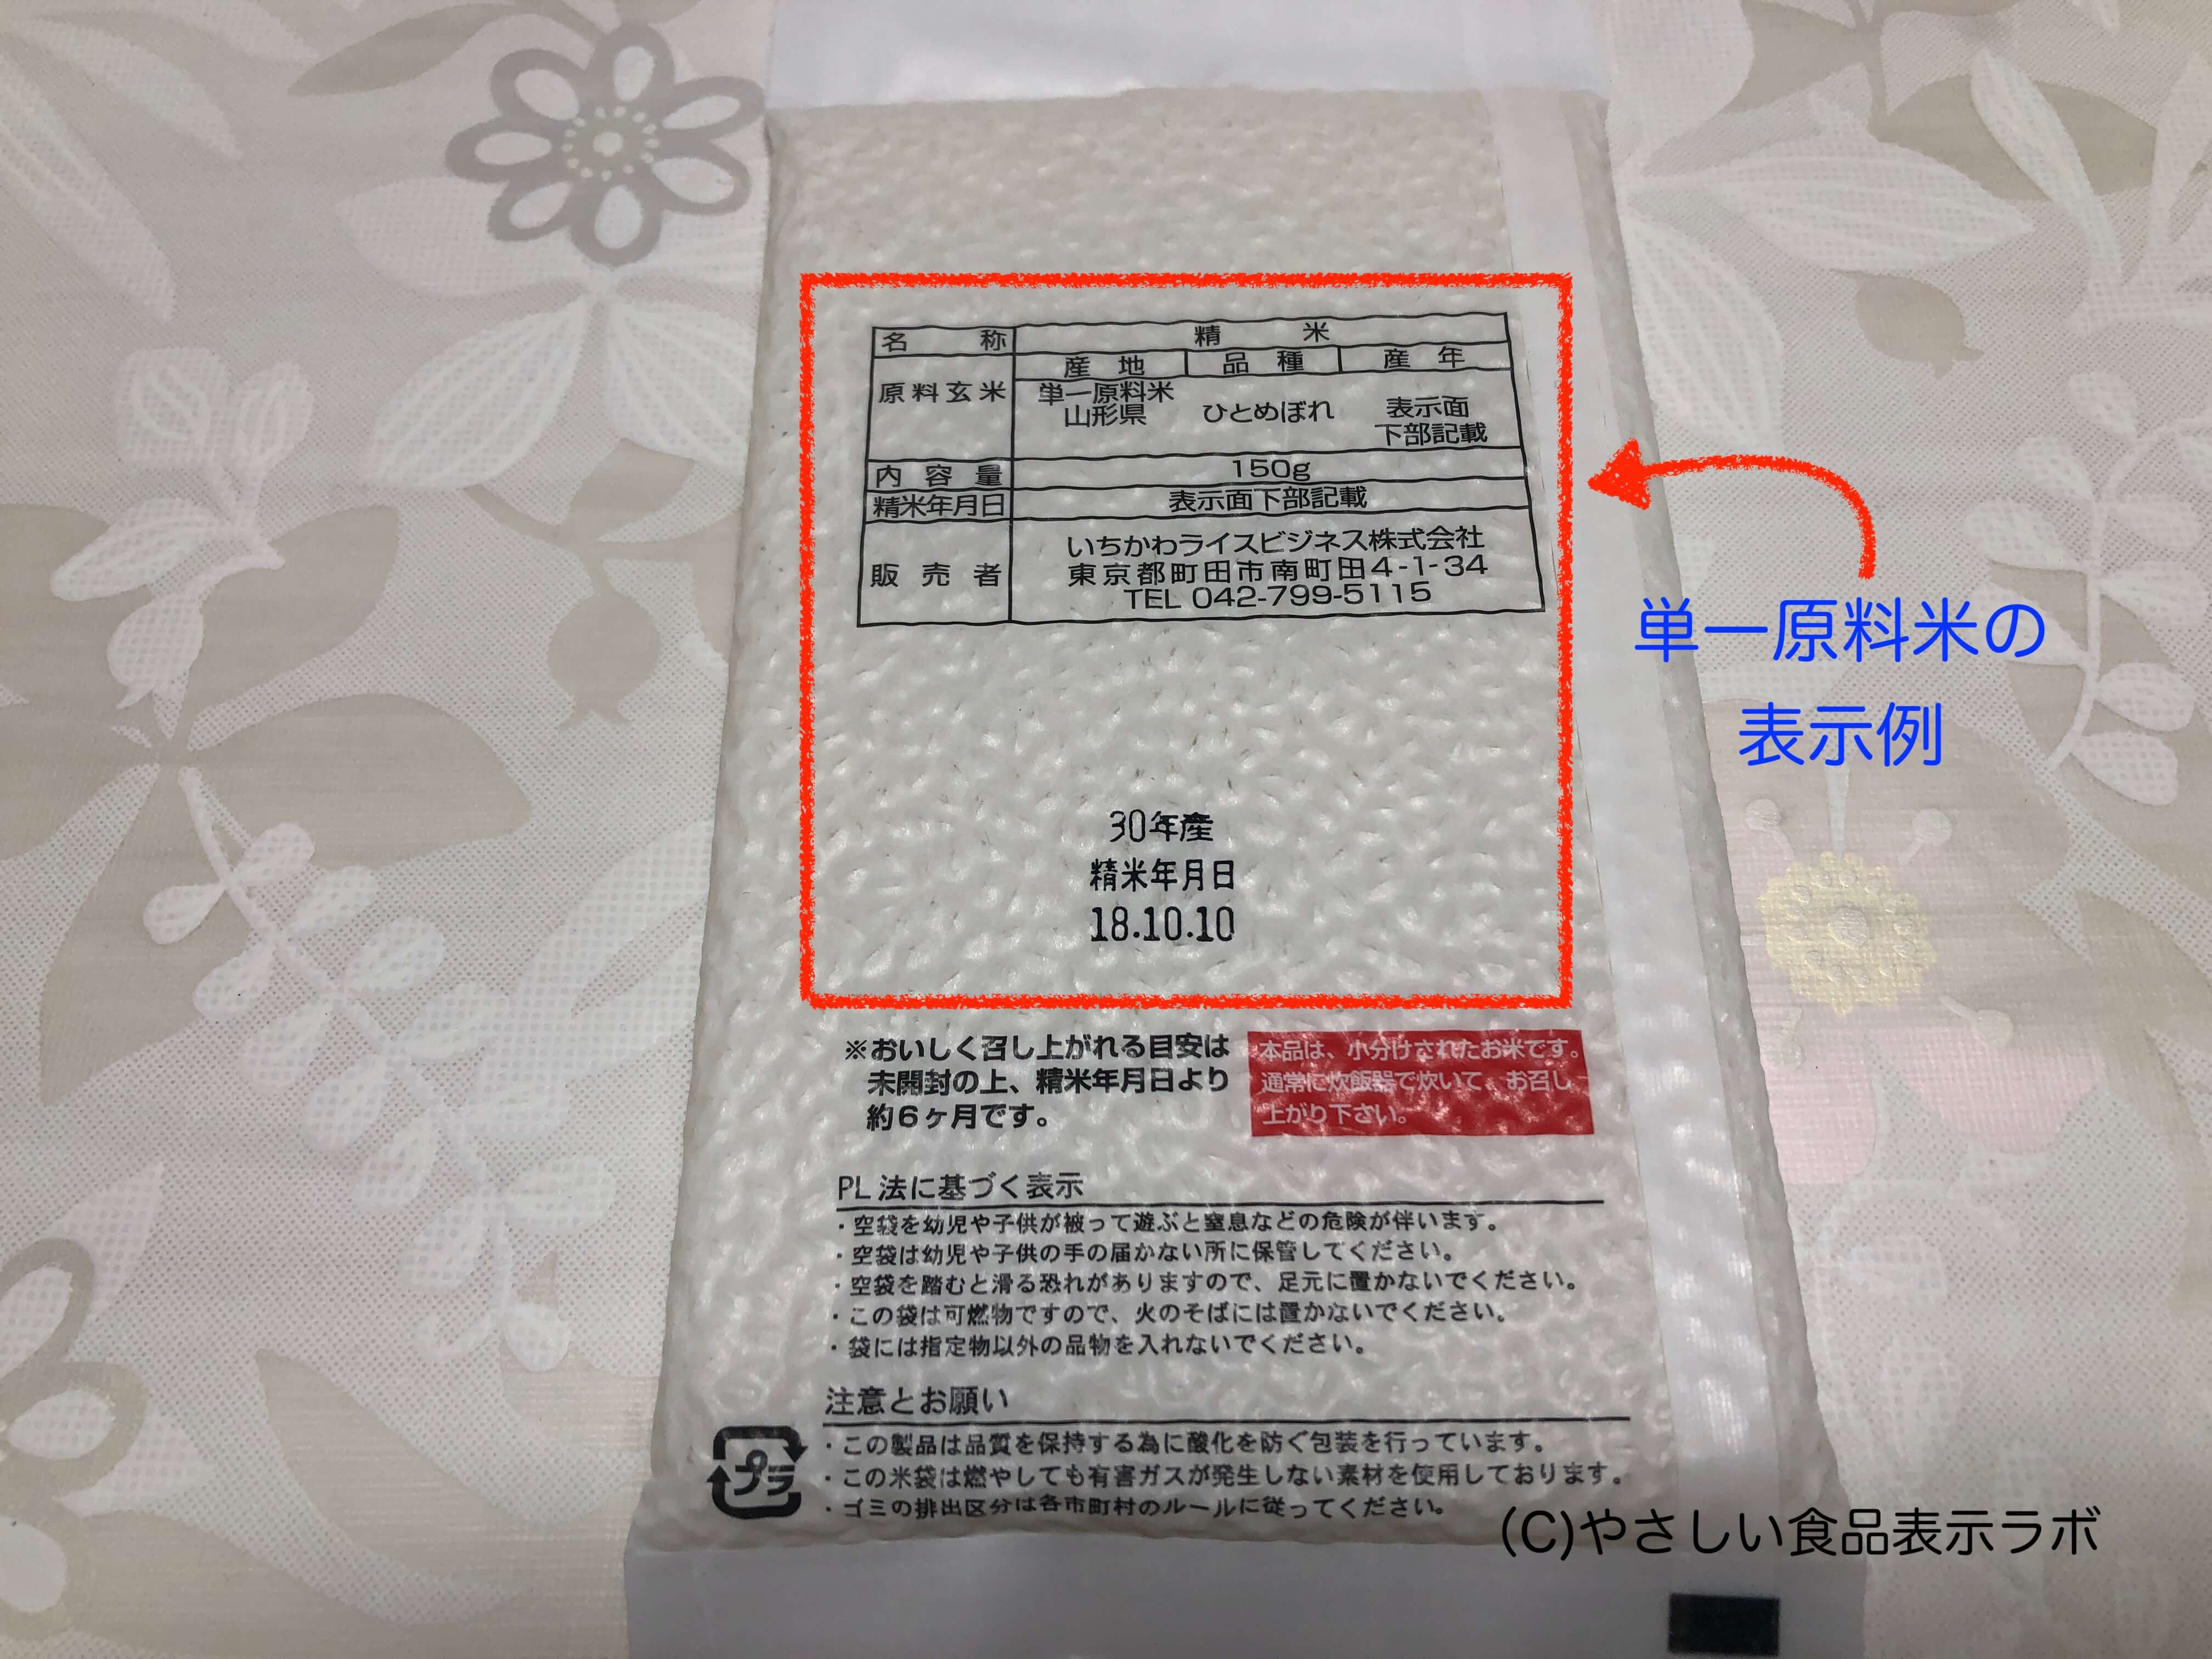 名称 精米
原料玄米 産地 品種 産年
単一原料米
山形県 ひとめぼれ 表示面
下部記載
内容量 150g
精米年月日 表示面下部記載
販売者 いちかわライスビジネス株式会社
東京都町田市南町田4-1-34
TEL 042-799-5115
単一原料米の
表示例
30年産
精米年月日
18.10.10
※おいしく召し上がれる目安は
未開封の上、精米年月日より
約6ヶ月です。
本品は、小分けされたお米です。
通常に炊飯器で炊いて、お召し
上がり下さい。
PL法に基づく表示
・空袋を幼児や子供が被って遊ぶと窒息などの危険が伴います。
・空袋は幼児や子供の手の届かない所に保管してください。
・空袋を踏むと滑る恐れがありますので、足元に置かないでください。
・この袋は可燃物ですので、火のそばには置かないでください。
・袋には指定物以外の品物を入れないでください。
注意とお願い
・この製品は品質を保持する為に酸化を防ぐ包装を行っています。
・この米袋は燃やしても有害ガスが発生しない素材を使用しております。
・ゴミの排出区分は各市町村のルールに従ってください。
プラ
(C)やさしい食品表示ラボ